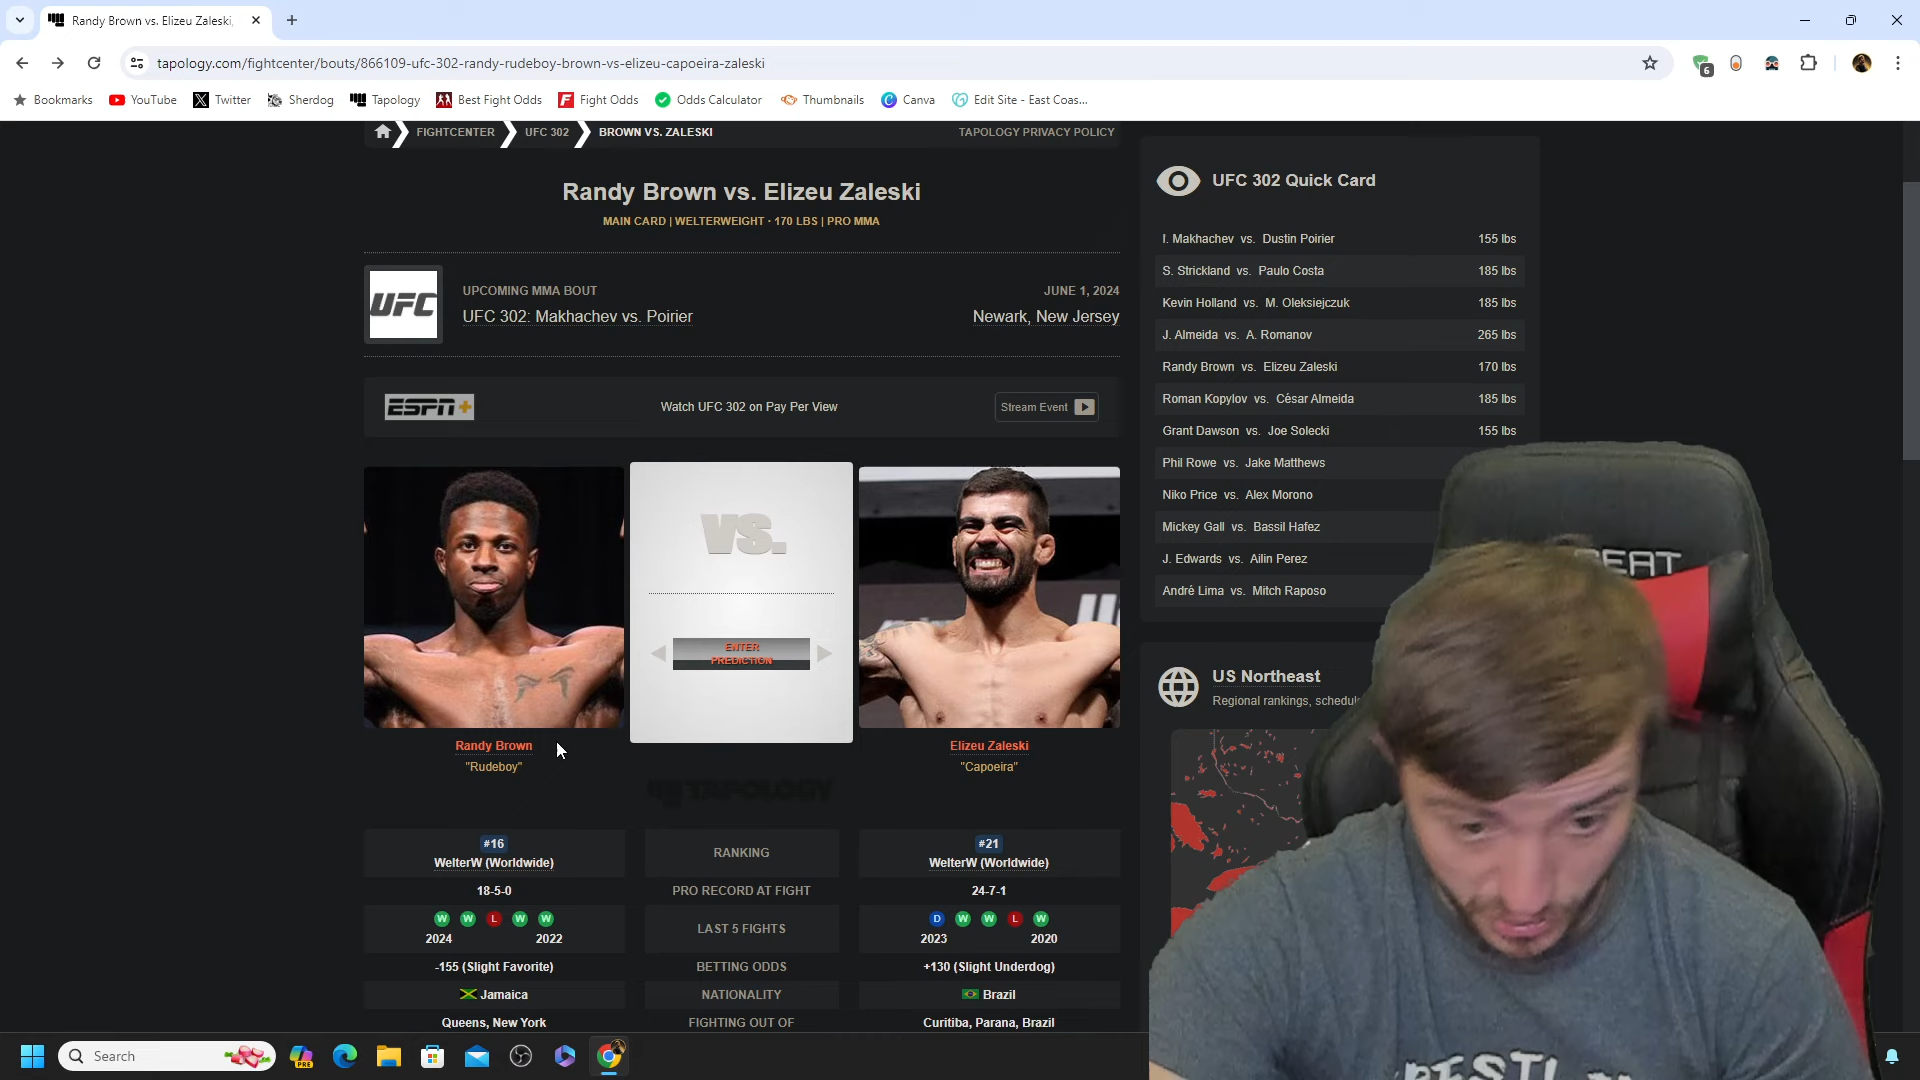 Randy Brown vs. Elizeu Zaleski,
tapology.com/fightcenter/bouts/866109-ufc-302-randy-rudeboy-brown-vs-elizeu-capoeira-zaleski
6
Bookmarks YouTube Twitter Sherdog Tapology Best Fight Odds Fight Odds Odds Calculator Thumbnails Canva Edit Site - East Coas...
FIGHTCENTER UFC 302 BROWN VS. ZALESKI TAPOLOGY PRIVACY POLICY
Randy Brown vs. Elizeu Zaleski
MAIN CARD | WELTERWEIGHT · 170 LBS | PRO MMA
UFC
UPCOMING MMA BOUT JUNE 1, 2024
UFC 302: Makhachev vs. Poirier Newark, New Jersey
ESPN+ Watch UFC 302 on Pay Per View Stream Event
VS.
ENTER PREDICTION
Randy Brown Elizeu Zaleski
"Rudeboy" "Capoeira"
TAPOLOGY
#16 RANKING #21
WelterW (Worldwide) WelterW (Worldwide)
18-5-0 PRO RECORD AT FIGHT 24-7-1
W W L W W LAST 5 FIGHTS D W W L W
2024 2022 2023 2020
-155 (Slight Favorite) BETTING ODDS +130 (Slight Underdog)
Jamaica NATIONALITY Brazil
Queens, New York FIGHTING OUT OF Curitiba, Parana, Brazil
UFC 302 Quick Card
I. Makhachev vs. Dustin Poirier 155 lbs
S. Strickland vs. Paulo Costa 185 lbs
Kevin Holland vs. M. Oleksiejczuk 185 lbs
J. Almeida vs. A. Romanov 265 lbs
Randy Brown vs. Elizeu Zaleski 170 lbs
Roman Kopylov vs. César Almeida 185 lbs
Grant Dawson vs. Joe Solecki 155 lbs
Phil Rowe vs. Jake Matthews
Niko Price vs. Alex Morono
Mickey Gall vs. Bassil Hafez
J. Edwards vs. Ailin Perez
André Lima vs. Mitch Raposo
US Northeast
Regional rankings,
Search
PRE